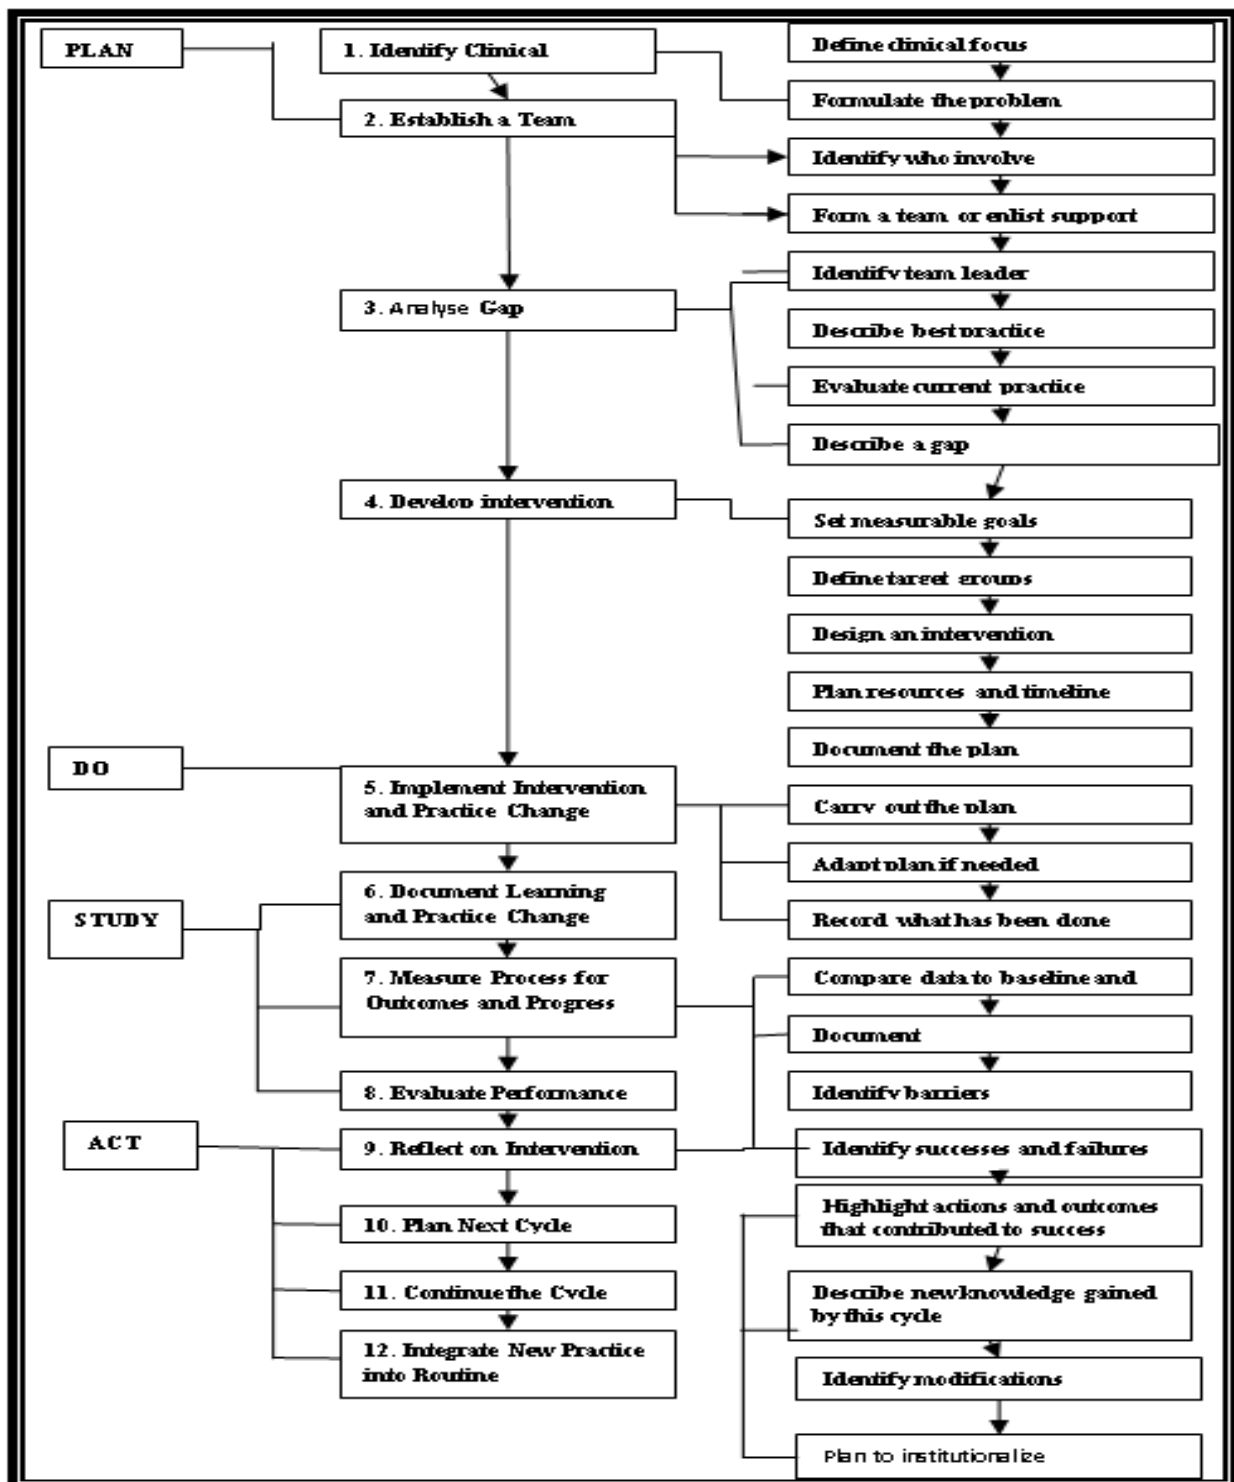 PLAN
1. Identify Clinical
2. Establish a Team
3. Analyse Gap
4. Develop intervention
DO
5. Implement Intervention
and Practice Change
STUDY
6. Document Learning
and Practice Change
7. Measure Process for
Outcomes and Progress
8. Evaluate Performance
ACT
9. Reflect on Intervention
10. Plan Next Cycle
11. Continue the Cycle
12. Integrate New Practice
into Routine
Define clinical focus
Formulate the problem
Identify who involve
Form a team or enlist support
Identify team leader
Describe best practice
Evaluate current practice
Describe a gap
Set measurable goals
Define target groups
Design an intervention
Plan resources and timeline
Document the plan
Carry out the plan
Adapt plan if needed
Record what has been done
Compare data to baseline and
Document
Identify barriers
Identify successes and failures
Highlight actions and outcomes
that contributed to success
Describe new knowledge gained
by this cycle
Identify modifications
Plan to institutionalize